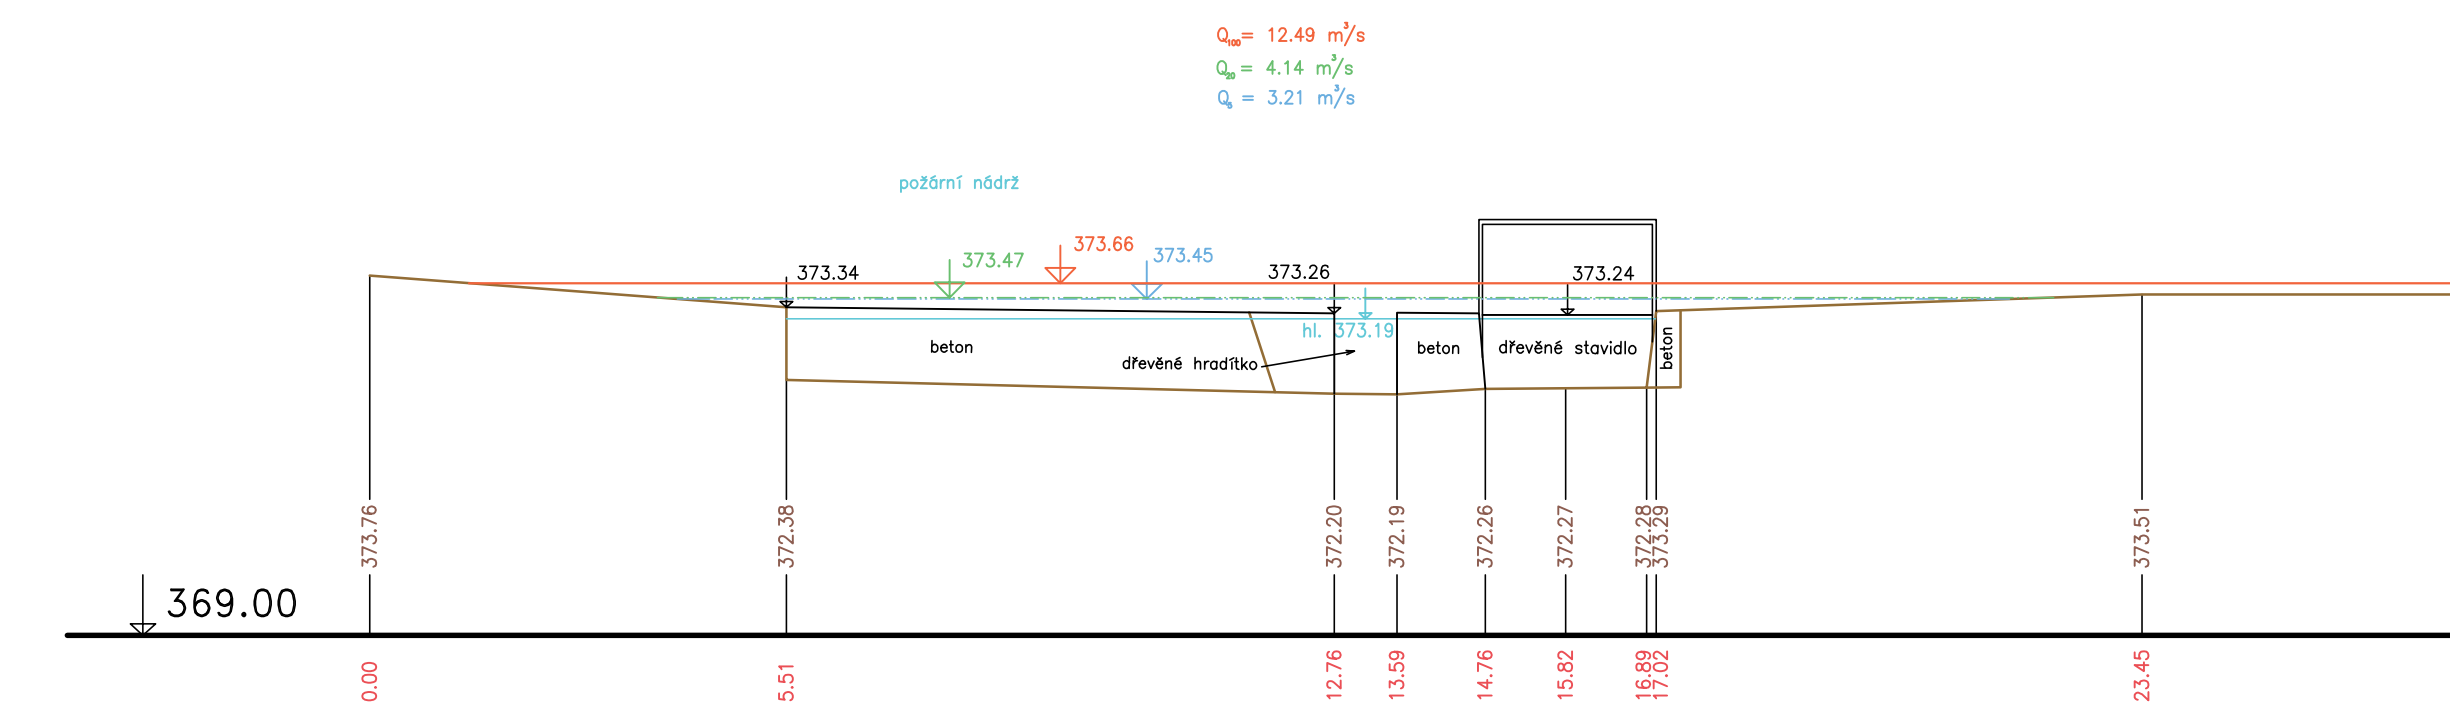 Q100= 12.49 m³/s
Q20= 4.14 m³/s
Q5 = 3.21 m³/s
požární nádrž
373.66
373.47
373.45
373.34
373.26
373.24
hl. 373.19
beton
dřevěné hradítko
beton
dřevěné stavidlo
beton
373.76
372.38
372.20
372.19
372.26
372.27
372.28
373.29
373.51
369.00
0.00
5.51
12.76
13.59
14.76
15.82
16.89
17.02
23.45